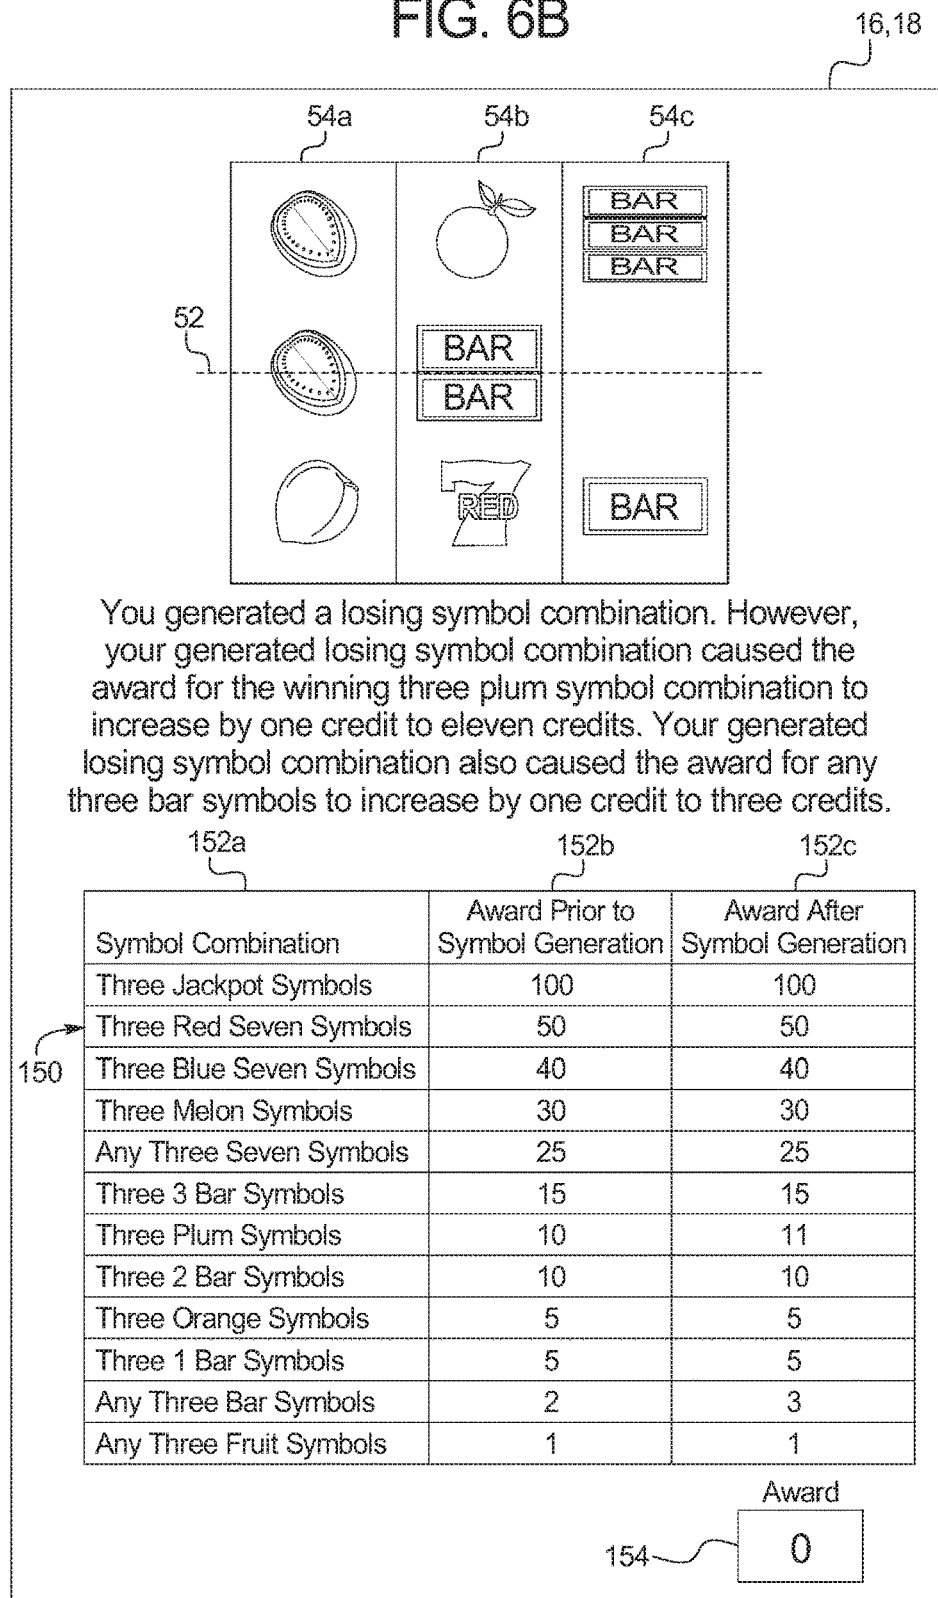 FIG. 6B
16,18
54a
54b
54c
BAR
BAR
BAR
52
BAR
BAR
RED
BAR
You generated a losing symbol combination. However,
your generated losing symbol combination caused the
award for the winning three plum symbol combination to
increase by one credit to eleven credits. Your generated
losing symbol combination also caused the award for any
three bar symbols to increase by one credit to three credits.
152a
152b
152c
Symbol Combination
Award Prior to
Symbol Generation
Award After
Symbol Generation
Three Jackpot Symbols 100 100
Three Red Seven Symbols 50 50
150
Three Blue Seven Symbols 40 40
Three Melon Symbols 30 30
Any Three Seven Symbols 25 25
Three 3 Bar Symbols 15 15
Three Plum Symbols 10 11
Three 2 Bar Symbols 10 10
Three Orange Symbols 5 5
Three 1 Bar Symbols 5 5
Any Three Bar Symbols 2 3
Any Three Fruit Symbols 1 1
Award
154
0